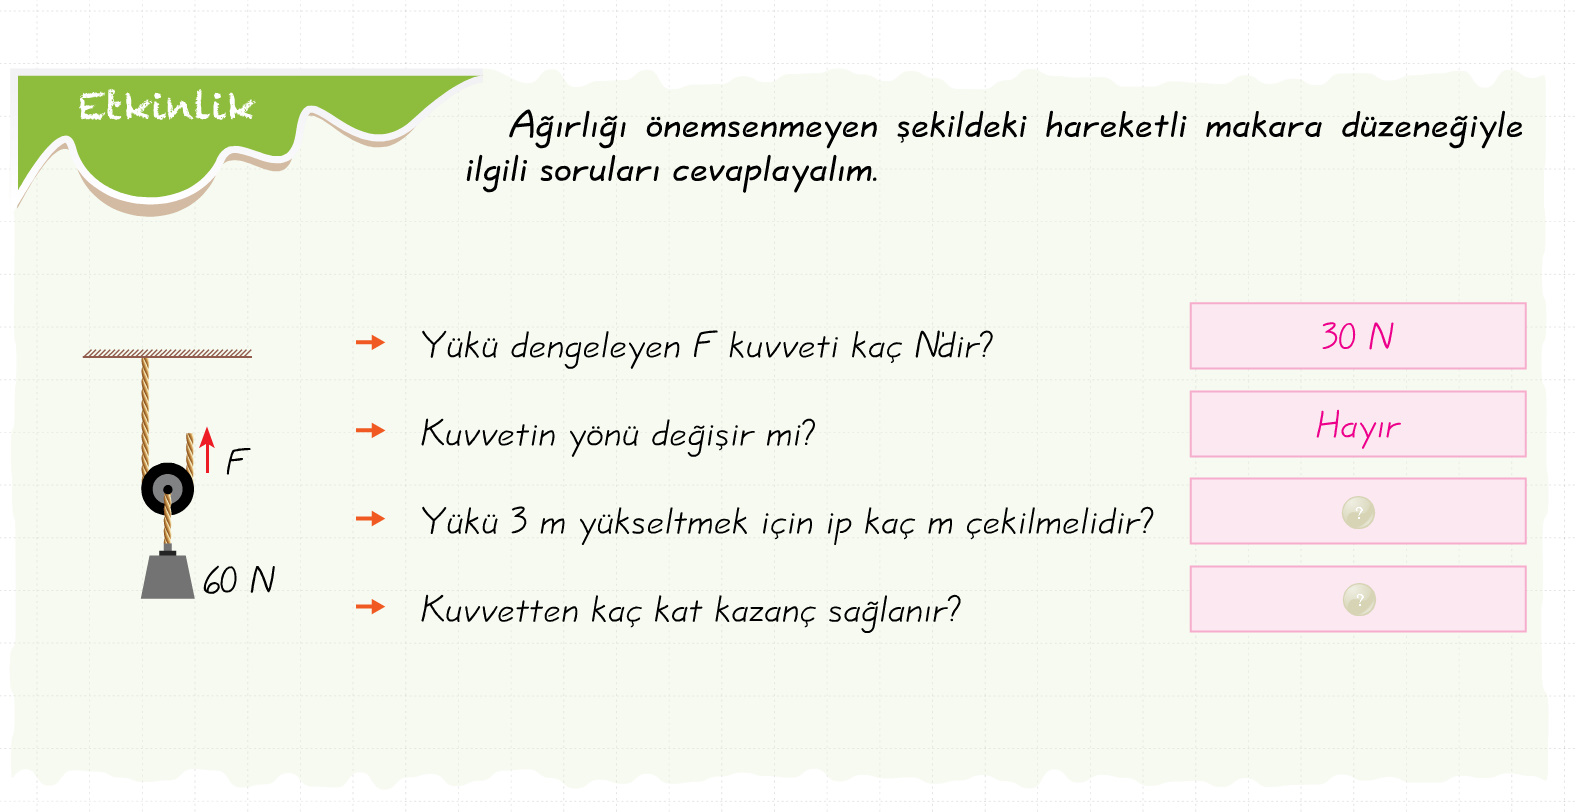 Etkinlik
Ağırlığı önemsenmeyen şekildeki hareketli makara düzeneğiyle
ilgili soruları cevaplayalım.
Yükü dengeleyen F kuvveti kaç N'dir?
30 N
Kuvvetin yönü değişir mi?
Hayır
F
Yükü 3 m yükseltmek için ip kaç m çekilmelidir?
?
60 N
Kuvvetten kaç kat kazanç sağlanır?
?